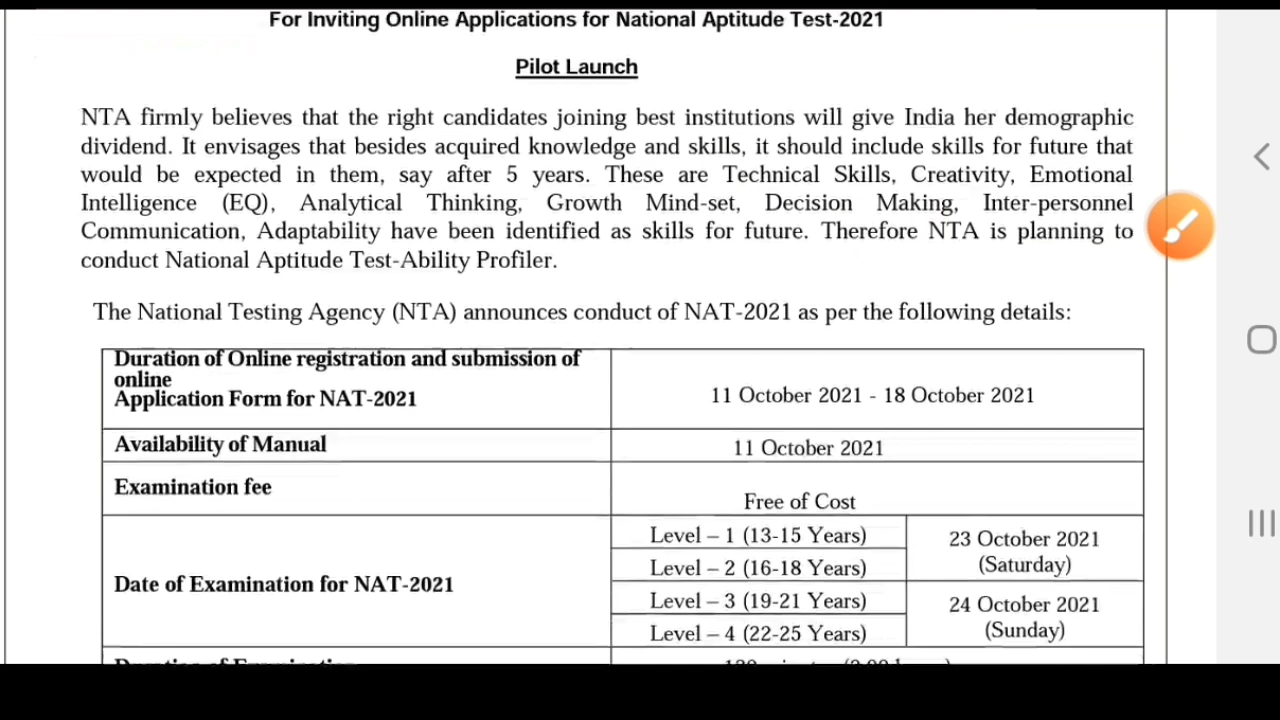 For Inviting Online Applications for National Aptitude Test-2021
Pilot Launch
NTA firmly believes that the right candidates joining best institutions will give India her demographic
dividend. It envisages that besides acquired knowledge and skills, it should include skills for future that
would be expected in them, say after 5 years. These are Technical Skills, Creativity, Emotional
Intelligence (EQ), Analytical Thinking, Growth Mind-set, Decision Making, Inter-personnel
Communication, Adaptability have been identified as skills for future. Therefore NTA is planning to
conduct National Aptitude Test-Ability Profiler.
The National Testing Agency (NTA) announces conduct of NAT-2021 as per the following details:
Duration of Online registration and submission of
online
Application Form for NAT-2021
11 October 2021 - 18 October 2021
Availability of Manual
11 October 2021
Examination fee
Free of Cost
Date of Examination for NAT-2021
Level – 1 (13-15 Years)
Level – 2 (16-18 Years)
23 October 2021
(Saturday)
Level – 3 (19-21 Years)
Level – 4 (22-25 Years)
24 October 2021
(Sunday)